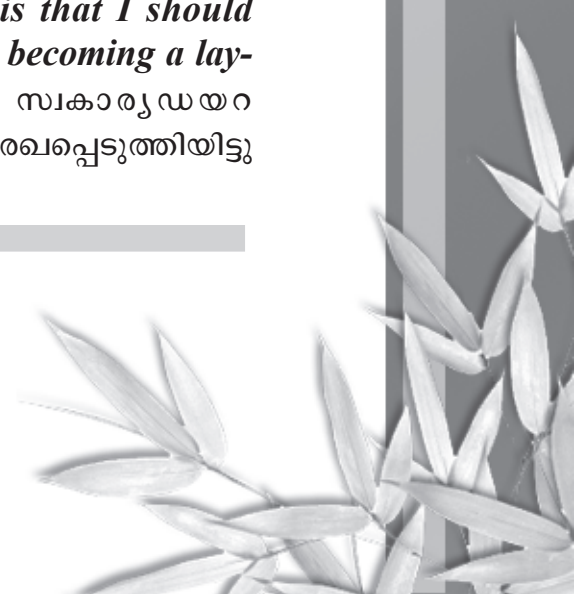 is that I should
becoming a lay-
സ്വകാര്യഡയറ
രഖപ്പെടുത്തിയിട്ടു